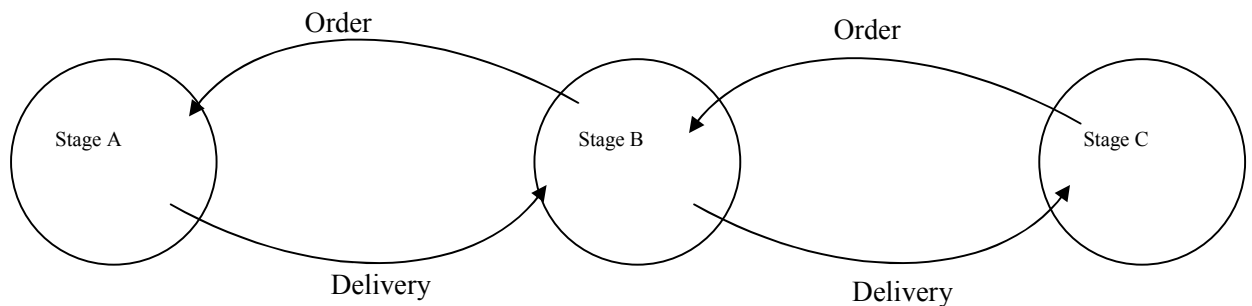 Order
Order
Stage A
Stage B
Stage C
Delivery
Delivery